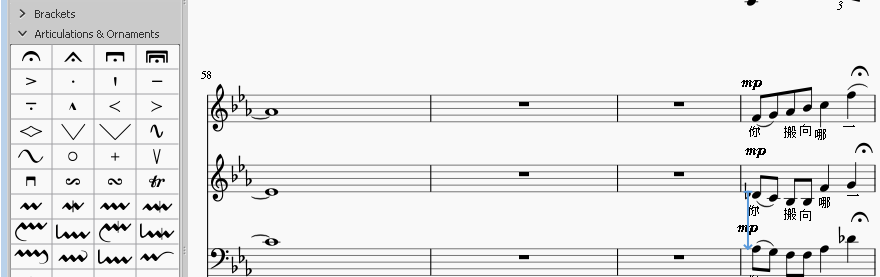 Brackets
Articulations & Ornaments
3
58
mp
你 搬 向 哪 一
mp
你 搬 向 哪 一
mp